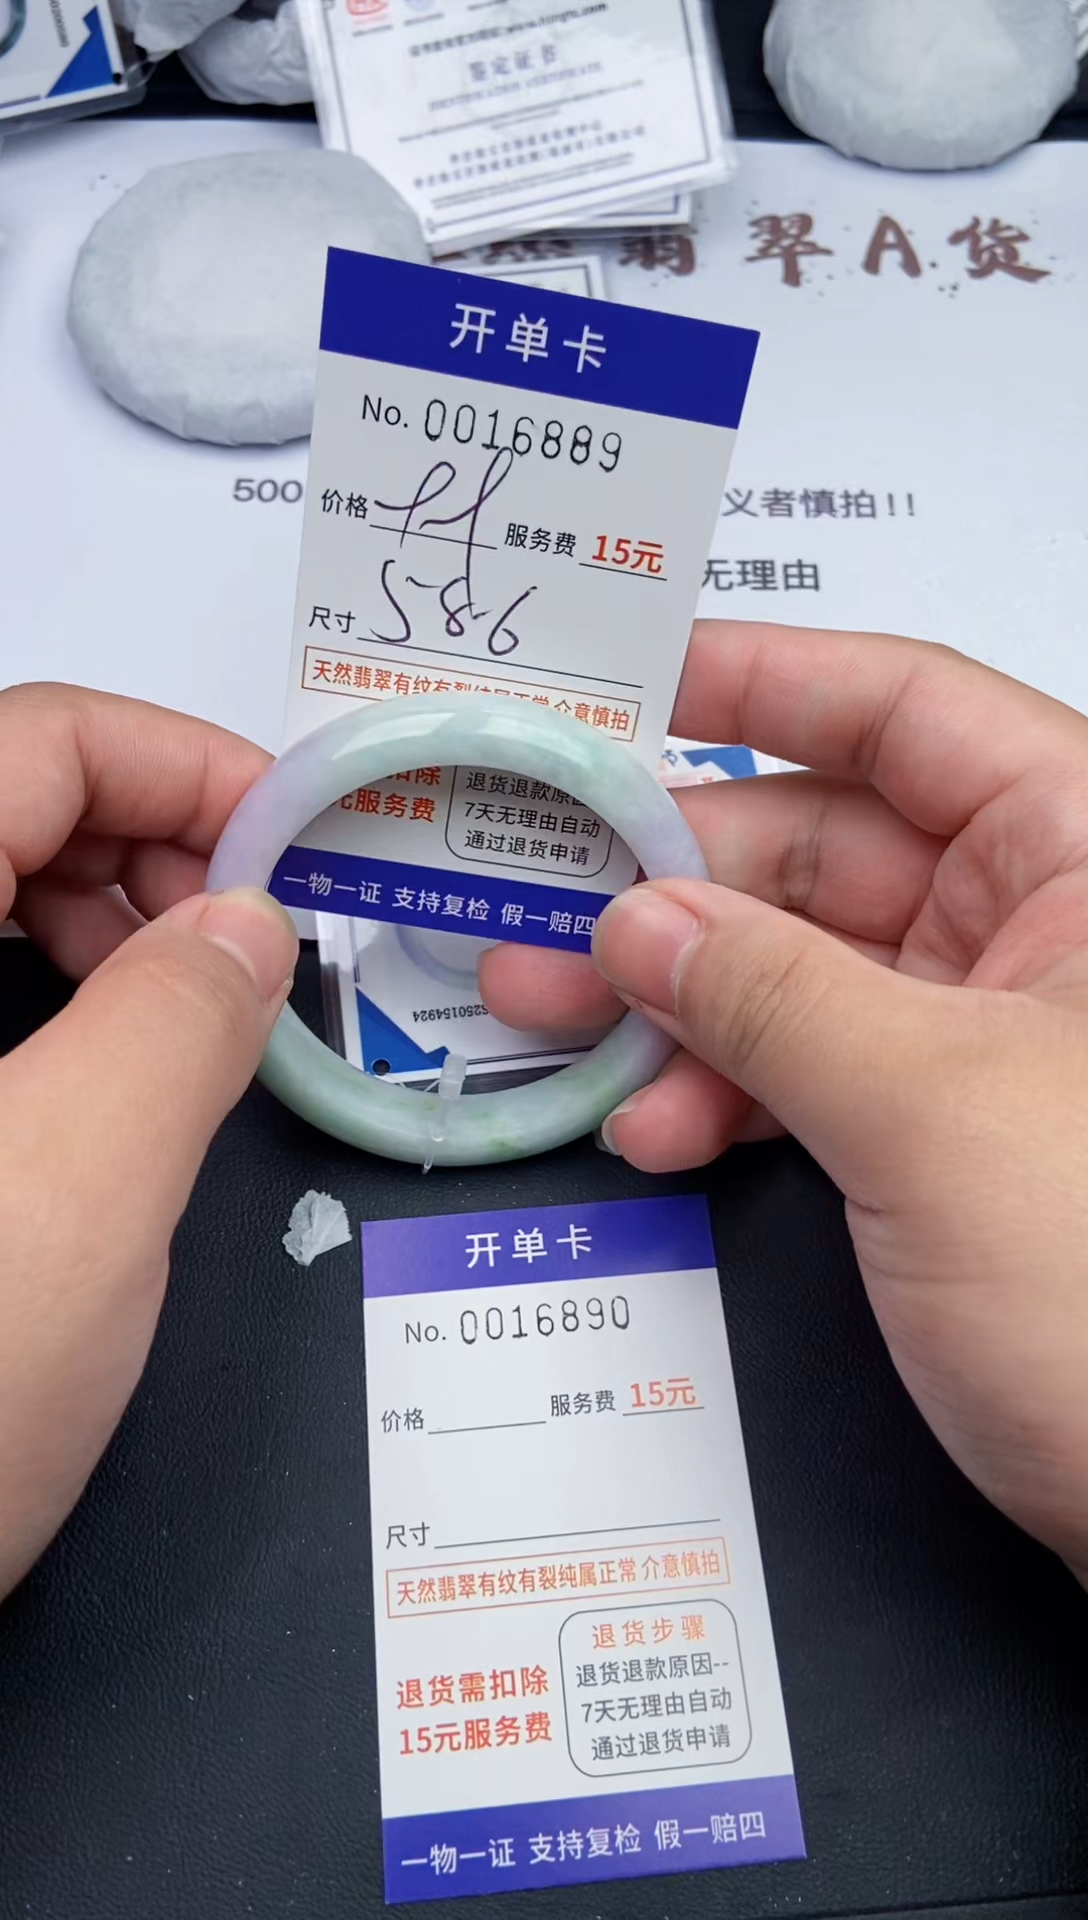 鉴定证书
IDENTIFICATION CERTIFICATE
翡翠A货
开单卡
No. 0016889
价格
服务费 15元
尺寸 586
500
义者慎拍!!
无理由
天然翡翠有纹有裂纯属正常 介意慎拍
扣除
元服务费
退货退款原因
7天无理由自动
通过退货申请
一物一证 支持复检 假一赔四
6250154924
开单卡
No. 0016890
价格
服务费 15元
尺寸
天然翡翠有纹有裂纯属正常 介意慎拍
退货需扣除
15元服务费
退货步骤
退货退款原因--
7天无理由自动
通过退货申请
一物一证 支持复检 假一赔四